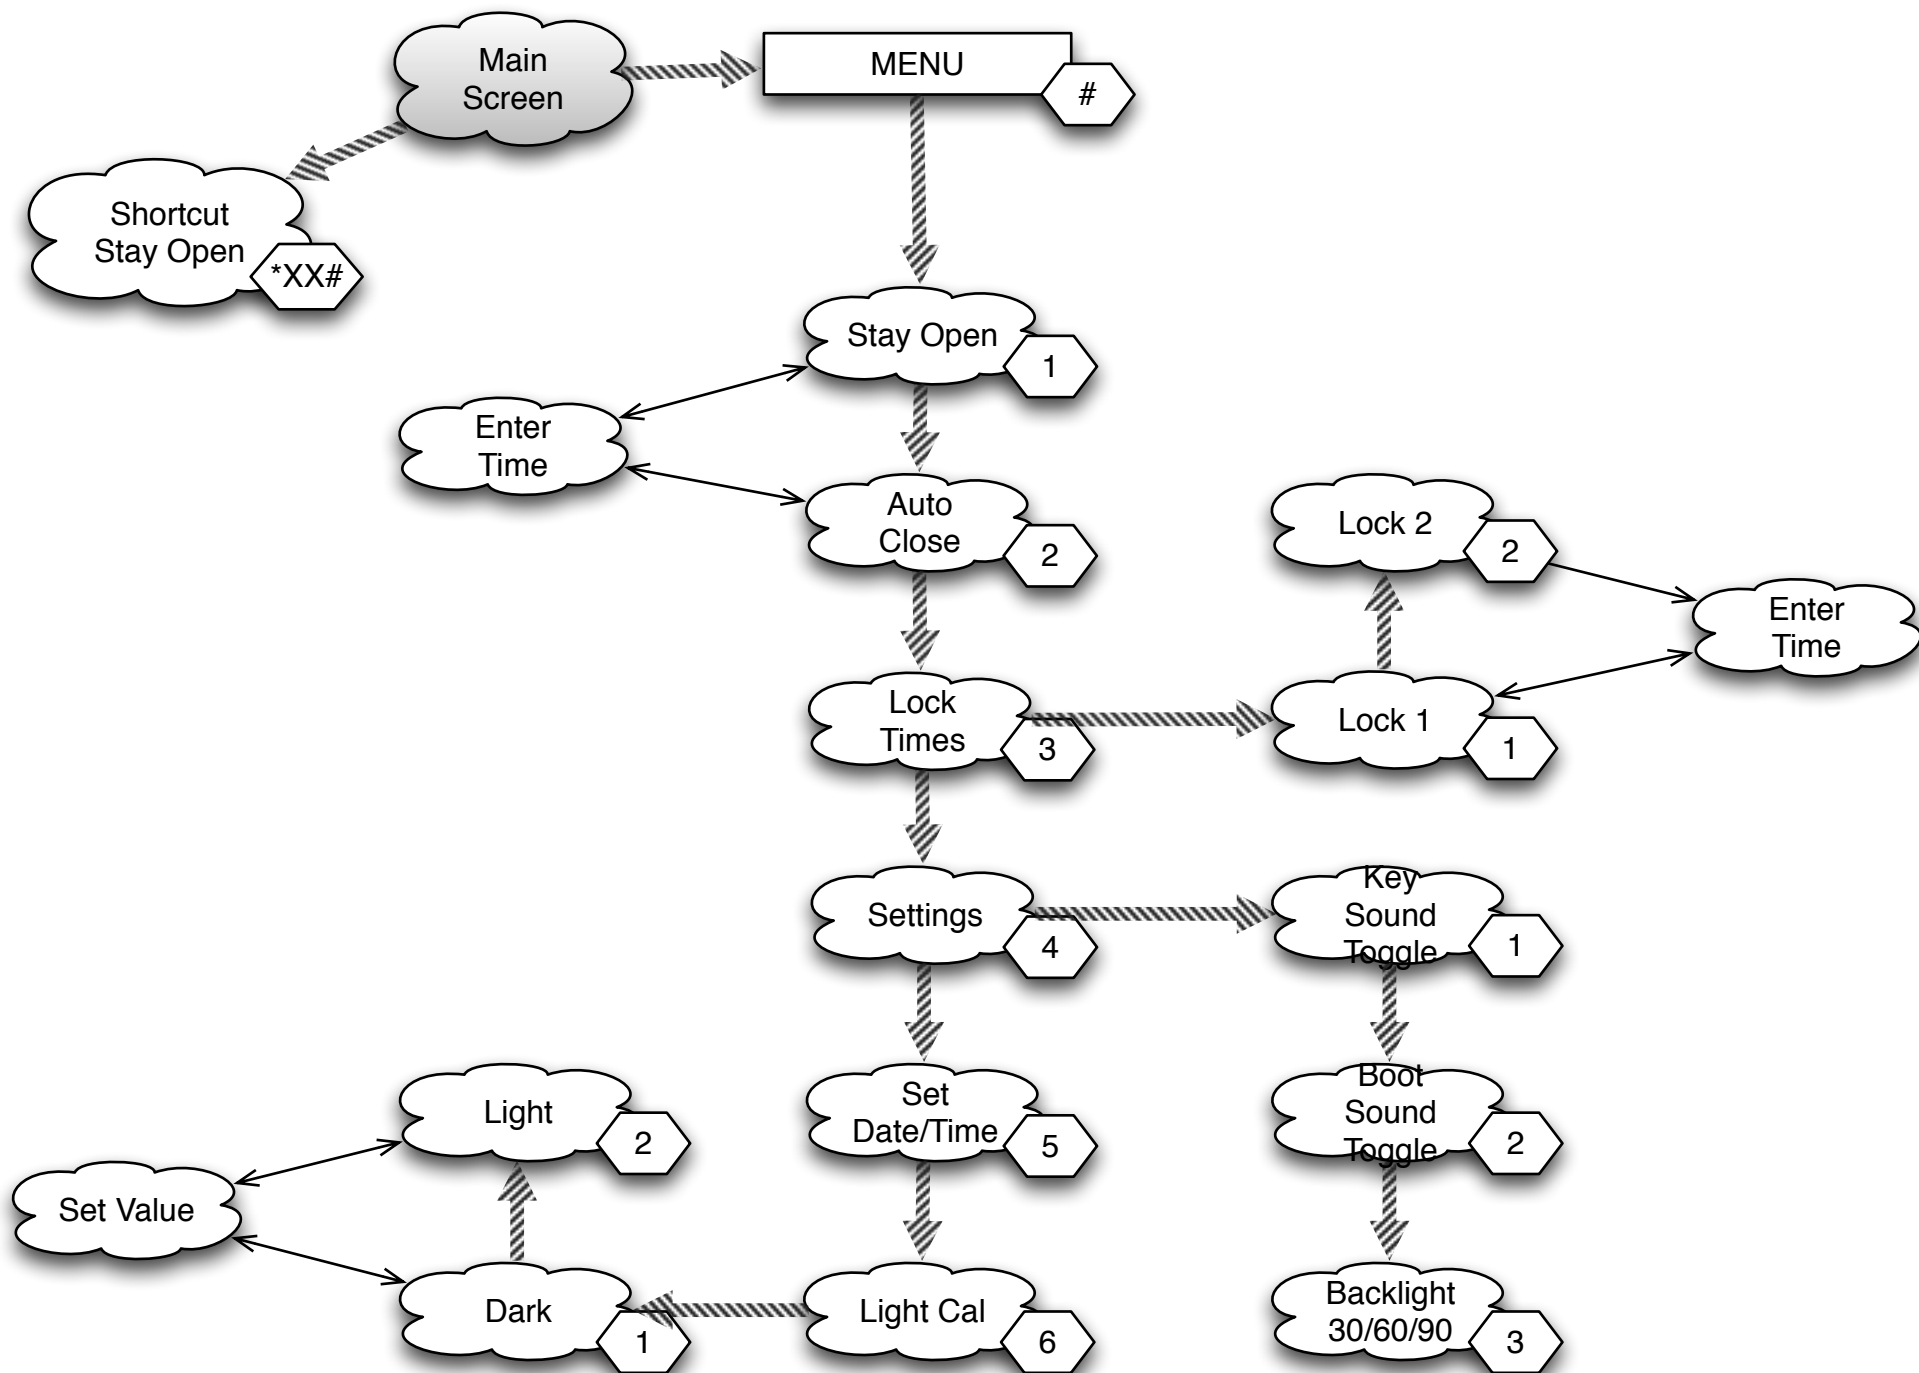 Main
Screen
MENU
#
Shortcut
Stay Open
*XX#
Stay Open
1
Enter
Time
Auto
Close
2
Lock 2
2
Enter
Time
Lock
Times
3
Lock 1
1
Settings
4
Key
Sound
Toggle
1
Light
2
Set
Date/Time
5
Boot
Sound
Toggle
2
Set Value
Dark
1
Light Cal
6
Backlight
30/60/90
3